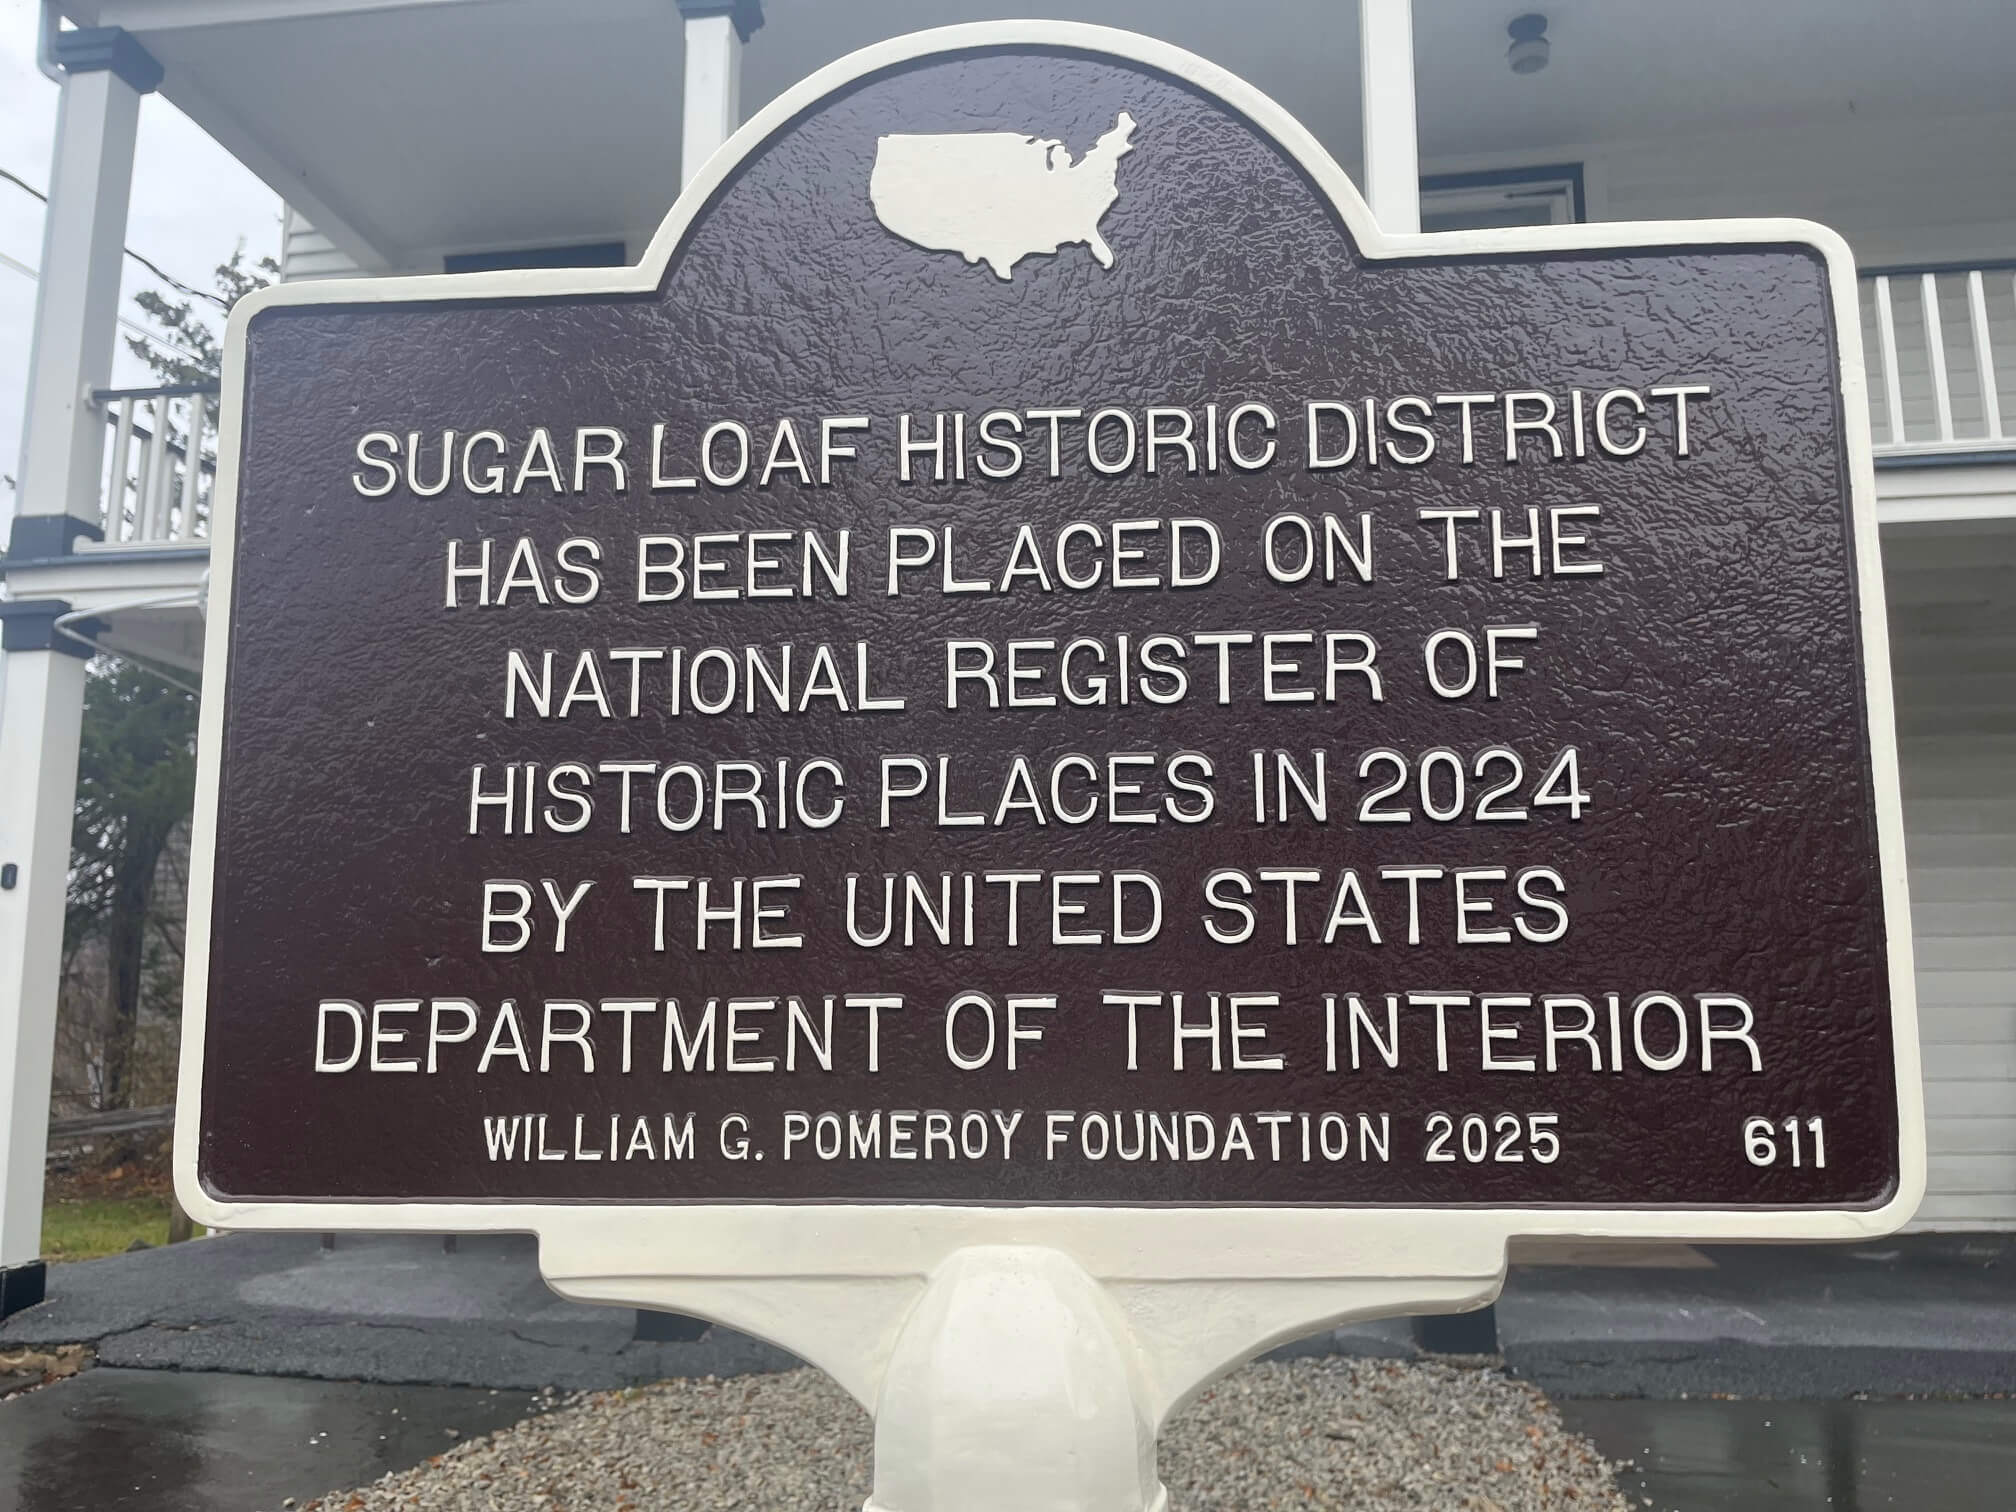 SUGAR LOAF HISTORIC DISTRICT
HAS BEEN PLACED ON THE
NATIONAL REGISTER OF
HISTORIC PLACES IN 2024
BY THE UNITED STATES
DEPARTMENT OF THE INTERIOR
WILLIAM G. POMEROY FOUNDATION 2025 611